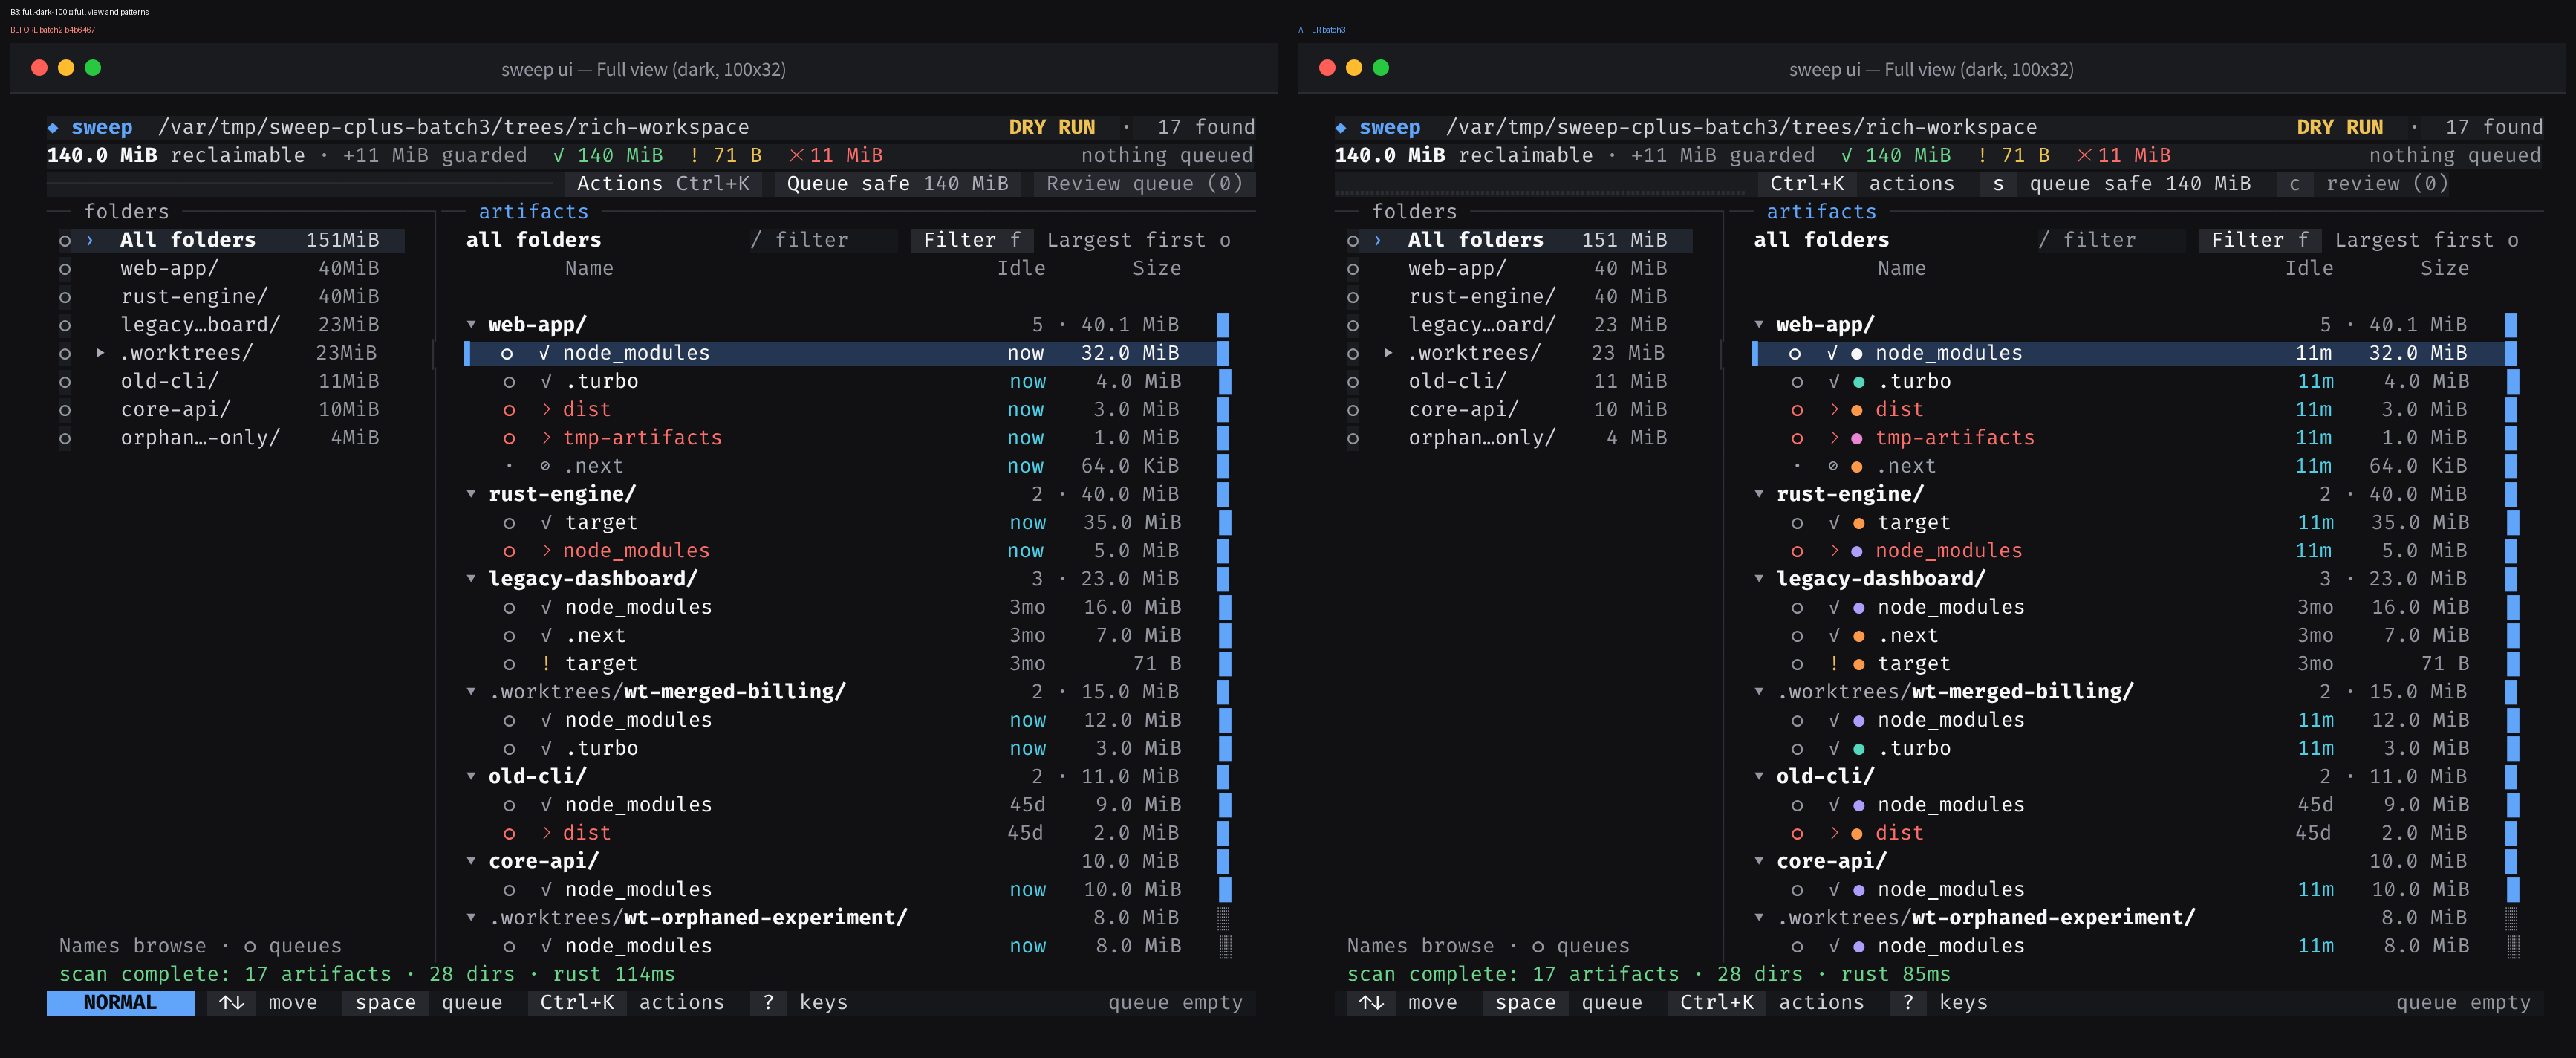 B3: full-dark-100 full view and patterns
BEFORE batch2 b4b6467
sweep ui — Full view (dark, 100x32)
◆ sweep /var/tmp/sweep-cplus-batch3/trees/rich-workspace DRY RUN · 17 found
140.0 MiB reclaimable · +11 MiB guarded √ 140 MiB ! 71 B ×11 MiB nothing queued
Actions Ctrl+K Queue safe 140 MiB Review queue (0)
folders
○ › All folders 151MiB
○ web-app/ 40MiB
○ rust-engine/ 40MiB
○ legacy…board/ 23MiB
○ ▸ .worktrees/ 23MiB
○ old-cli/ 11MiB
○ core-api/ 10MiB
○ orphan…-only/ 4MiB
Names browse · ○ queues
artifacts
all folders / filter Filter f Largest first o
Name Idle Size
▾ web-app/ 5 · 40.1 MiB
○ √ node_modules now 32.0 MiB
○ √ .turbo now 4.0 MiB
○ > dist now 3.0 MiB
○ > tmp-artifacts now 1.0 MiB
· ⊘ .next now 64.0 KiB
▾ rust-engine/ 2 · 40.0 MiB
○ √ target now 35.0 MiB
○ > node_modules now 5.0 MiB
▾ legacy-dashboard/ 3 · 23.0 MiB
○ √ node_modules 3mo 16.0 MiB
○ √ .next 3mo 7.0 MiB
○ ! target 3mo 71 B
▾ .worktrees/wt-merged-billing/ 2 · 15.0 MiB
○ √ node_modules now 12.0 MiB
○ √ .turbo now 3.0 MiB
▾ old-cli/ 2 · 11.0 MiB
○ √ node_modules 45d 9.0 MiB
○ > dist 45d 2.0 MiB
▾ core-api/ 10.0 MiB
○ √ node_modules now 10.0 MiB
▾ .worktrees/wt-orphaned-experiment/ 8.0 MiB
○ √ node_modules now 8.0 MiB
scan complete: 17 artifacts · 28 dirs · rust 114ms
NORMAL ↑↓ move space queue Ctrl+K actions ? keys queue empty
AFTER batch3
sweep ui — Full view (dark, 100x32)
◆ sweep /var/tmp/sweep-cplus-batch3/trees/rich-workspace DRY RUN · 17 found
140.0 MiB reclaimable · +11 MiB guarded √ 140 MiB ! 71 B ×11 MiB nothing queued
Ctrl+K actions s queue safe 140 MiB c review (0)
folders
○ › All folders 151 MiB
○ web-app/ 40 MiB
○ rust-engine/ 40 MiB
○ legacy…oard/ 23 MiB
○ ▸ .worktrees/ 23 MiB
○ old-cli/ 11 MiB
○ core-api/ 10 MiB
○ orphan…only/ 4 MiB
Names browse · ○ queues
artifacts
all folders / filter Filter f Largest first o
Name Idle Size
▾ web-app/ 5 · 40.1 MiB
○ √ ● node_modules 11m 32.0 MiB
○ √ ● .turbo 11m 4.0 MiB
○ > ● dist 11m 3.0 MiB
○ > ● tmp-artifacts 11m 1.0 MiB
· ⊘ ● .next 11m 64.0 KiB
▾ rust-engine/ 2 · 40.0 MiB
○ √ ● target 11m 35.0 MiB
○ > ● node_modules 11m 5.0 MiB
▾ legacy-dashboard/ 3 · 23.0 MiB
○ √ ● node_modules 3mo 16.0 MiB
○ √ ● .next 3mo 7.0 MiB
○ ! ● target 3mo 71 B
▾ .worktrees/wt-merged-billing/ 2 · 15.0 MiB
○ √ ● node_modules 11m 12.0 MiB
○ √ ● .turbo 11m 3.0 MiB
▾ old-cli/ 2 · 11.0 MiB
○ √ ● node_modules 45d 9.0 MiB
○ > ● dist 45d 2.0 MiB
▾ core-api/ 10.0 MiB
○ √ ● node_modules 11m 10.0 MiB
▾ .worktrees/wt-orphaned-experiment/ 8.0 MiB
○ √ ● node_modules 11m 8.0 MiB
scan complete: 17 artifacts · 28 dirs · rust 85ms
↑↓ move space queue Ctrl+K actions ? keys queue empty